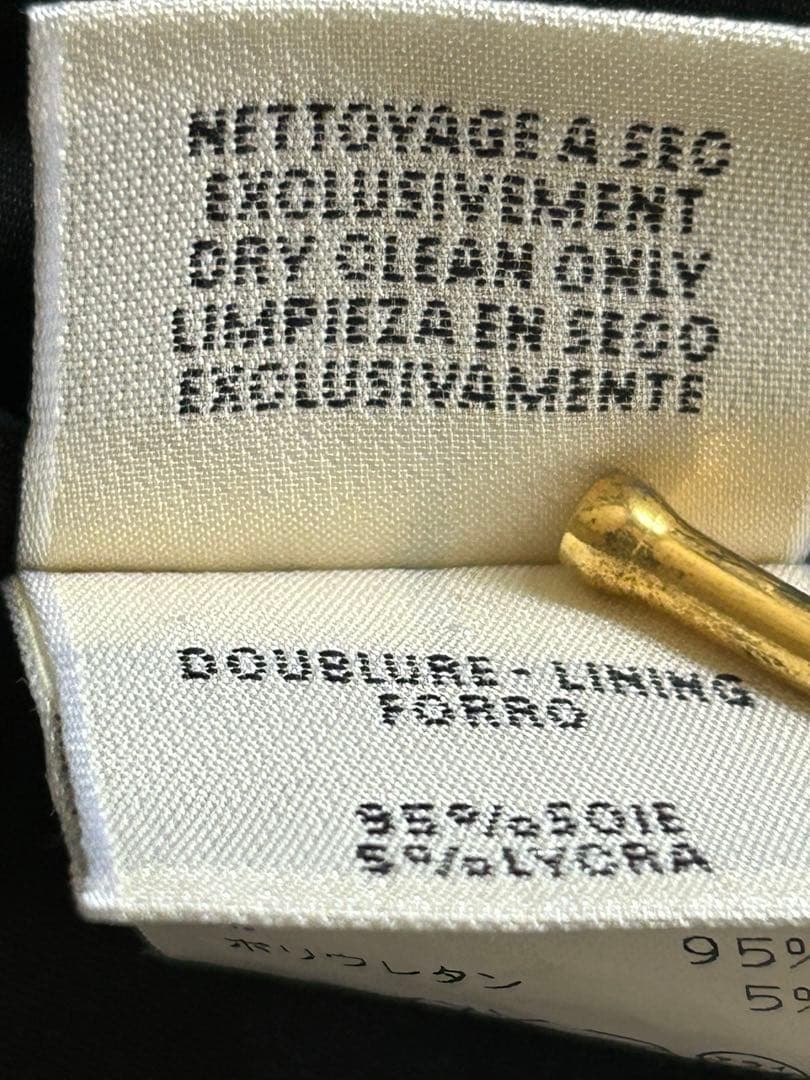 NETTOYAGE A SEC
EXCLUSIVEMENT
DRY CLEAN ONLY
LIMPIEZA EN SECO
EXCLUSIVAMENTE
DOUBLURE - LINING
FORRO
95%SOIE
5%LYCRA
95%
ポリウレタン
5%